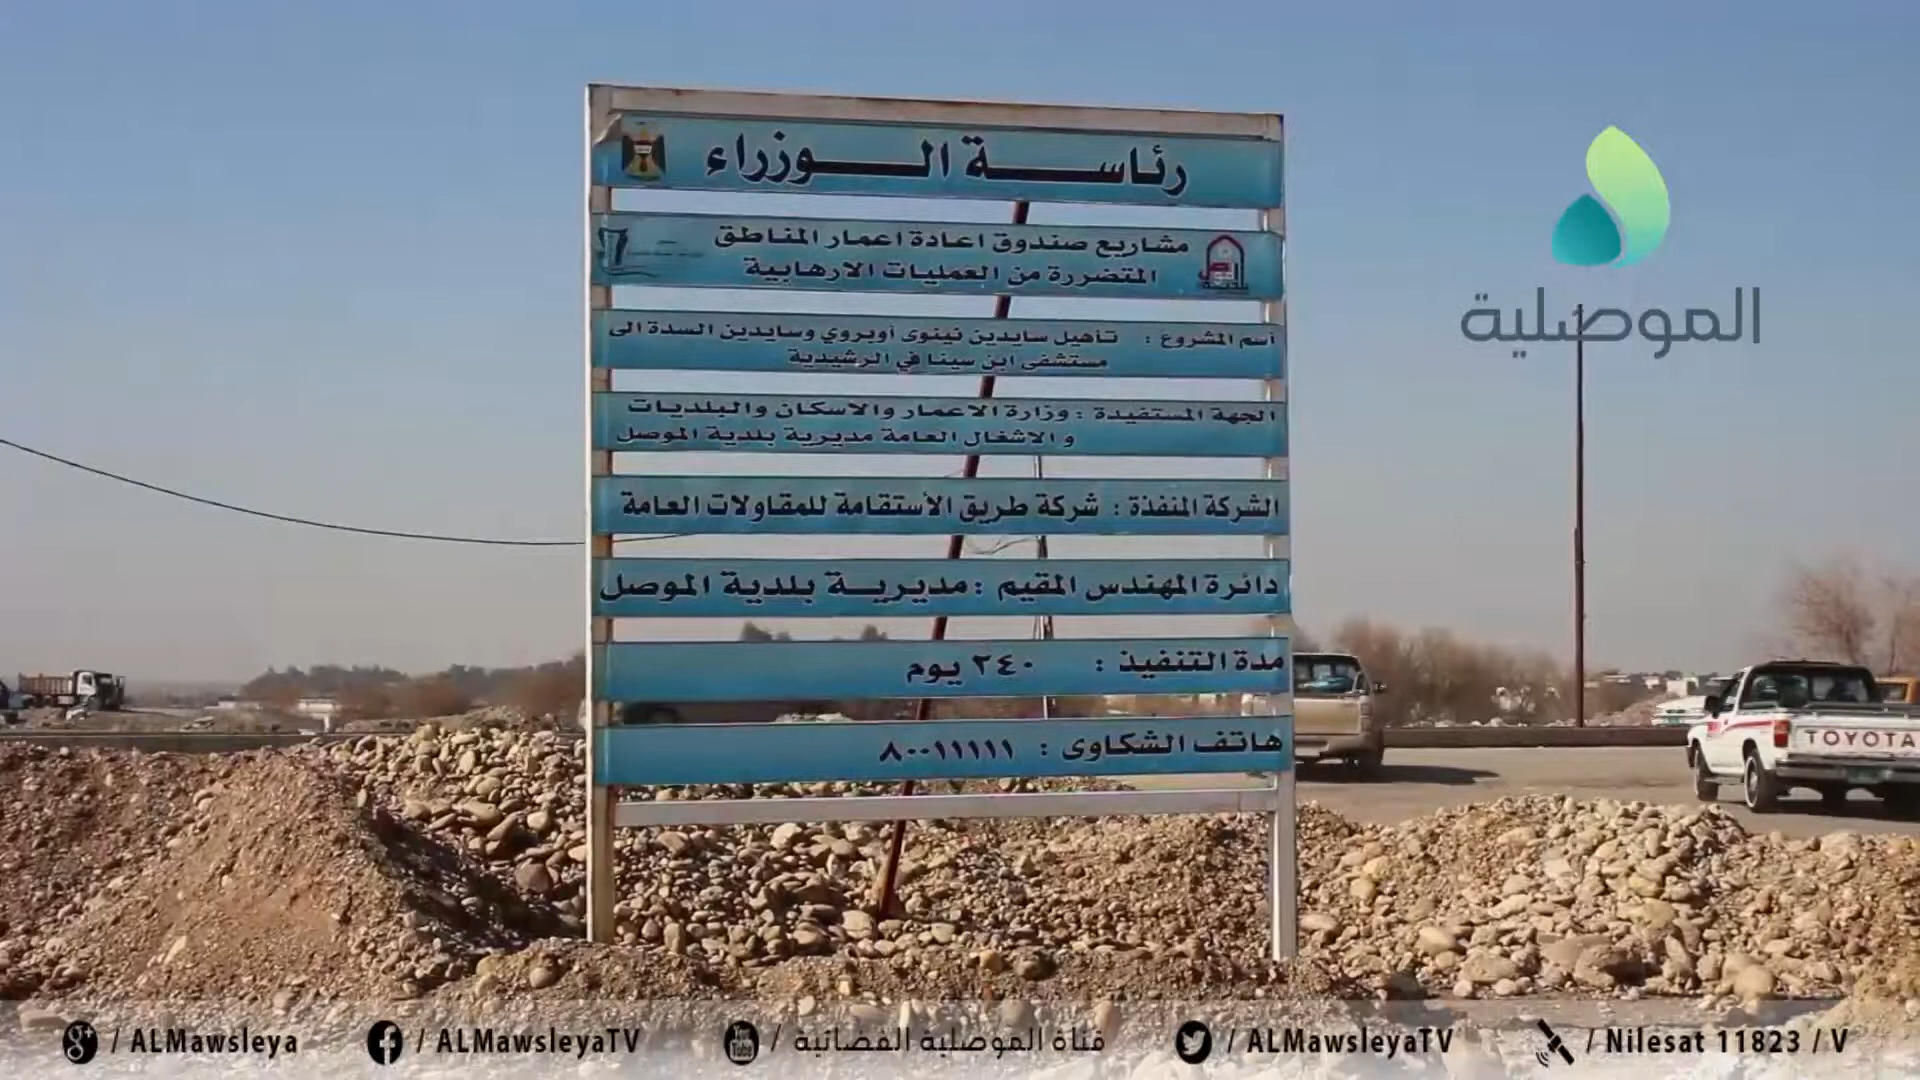 رئاسة الوزراء
مشاريع صندوق اعادة اعمار المناطق
المتضررة من العمليات الارهابية
أسم المشروع : تأهيل سايدين نينوى أوبروي وسايدين السدة الى
مستشفى ابن سينا في الرشيدية
الجهة المستفيدة : وزارة الاعمار والاسكان والبلديات
و الاشغال العامة مديرية بلدية الموصل
الشركة المنفذة : شركة طريق الأستقامة للمقاولات العامة
دائرة المهندس المقيم : مديرية بلدية الموصل
مدة التنفيذ : ٢٤٠ يوم
هاتف الشكاوى : ٨٠٠١١١١١
الموصلية
TOYOTA
/ ALMawsleya
/ ALMawsleyaTV
/ قناة الموصلية الفضائية
/ ALMawsleyaTV
/ Nilesat 11823 / V